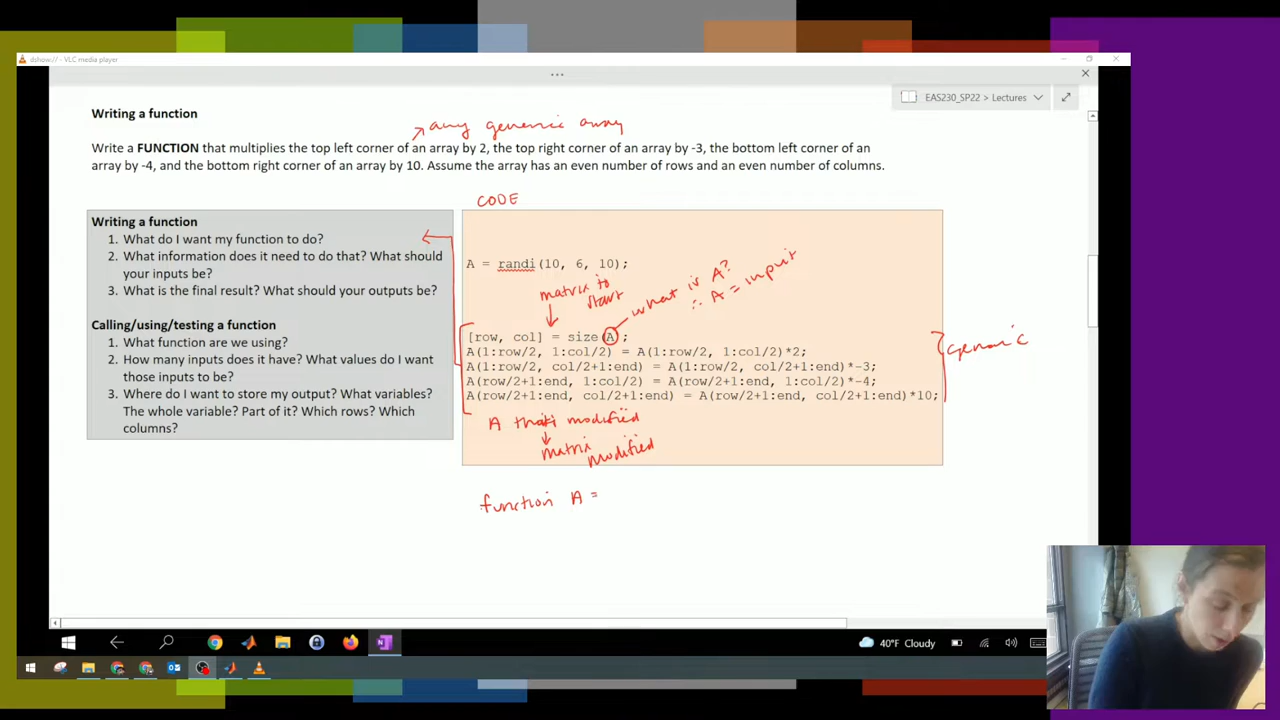 dshow:// - VLC media player
EAS230_SP22 > Lectures
Writing a function
any generic array
Write a FUNCTION that multiplies the top left corner of an array by 2, the top right corner of an array by -3, the bottom left corner of an
array by -4, and the bottom right corner of an array by 10. Assume the array has an even number of rows and an even number of columns.
CODE
Writing a function
1. What do I want my function to do?
2. What information does it need to do that? What should
your inputs be?
3. What is the final result? What should your outputs be?
Calling/using/testing a function
1. What function are we using?
2. How many inputs does it have? What values do I want
those inputs to be?
3. Where do I want to store my output? What variables?
The whole variable? Part of it? Which rows? Which
columns?
A = randi(10, 6, 10);
matrix to
start
what is A?
∴ A = input
[row, col] = size(A);
A(1:row/2, 1:col/2) = A(1:row/2, 1:col/2)*2;
A(1:row/2, col/2+1:end) = A(1:row/2, col/2+1:end)*-3;
A(row/2+1:end, 1:col/2) = A(row/2+1:end, 1:col/2)*-4;
A(row/2+1:end, col/2+1:end) = A(row/2+1:end, col/2+1:end)*10;
generic
A that's modified
matrix
modified
function A =
40°F Cloudy